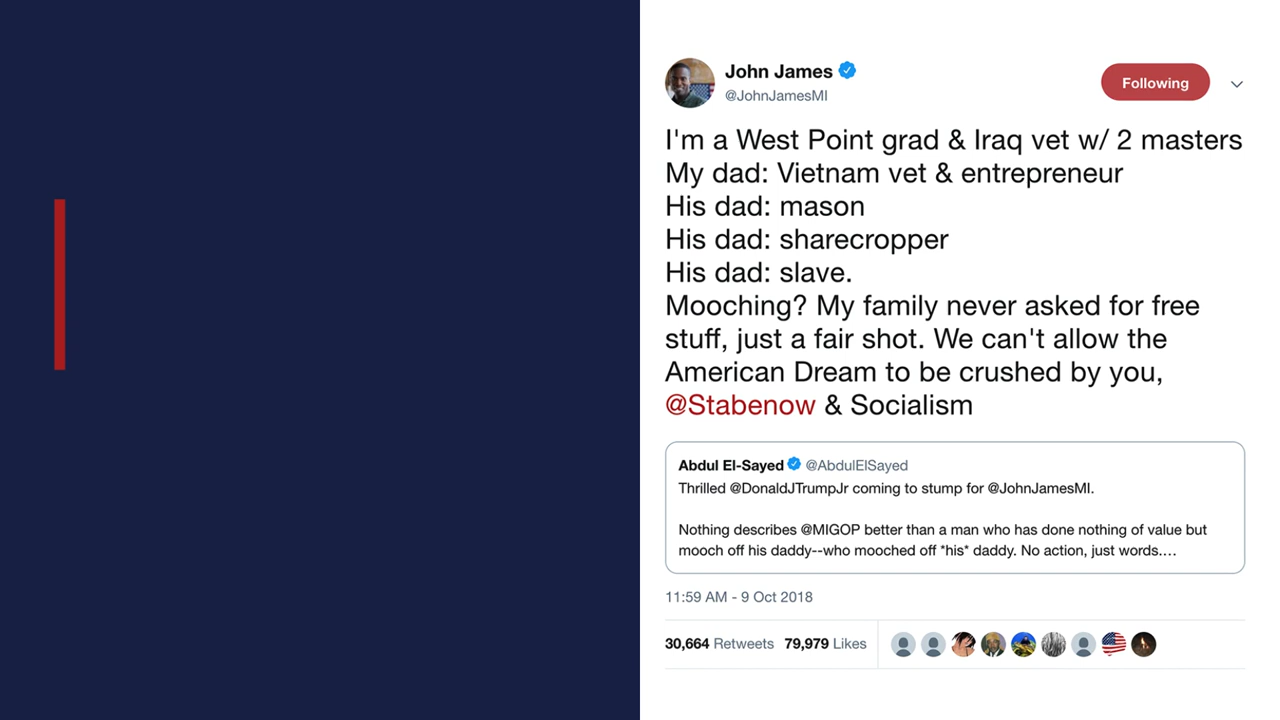 John James
@JohnJamesMI
Following
I'm a West Point grad & Iraq vet w/ 2 masters
My dad: Vietnam vet & entrepreneur
His dad: mason
His dad: sharecropper
His dad: slave.
Mooching? My family never asked for free
stuff, just a fair shot. We can't allow the
American Dream to be crushed by you,
@Stabenow & Socialism
Abdul El-Sayed @AbdulElSayed
Thrilled @DonaldJTrumpJr coming to stump for @JohnJamesMI.
Nothing describes @MIGOP better than a man who has done nothing of value but
mooch off his daddy--who mooched off *his* daddy. No action, just words....
11:59 AM - 9 Oct 2018
30,664 Retweets 79,979 Likes